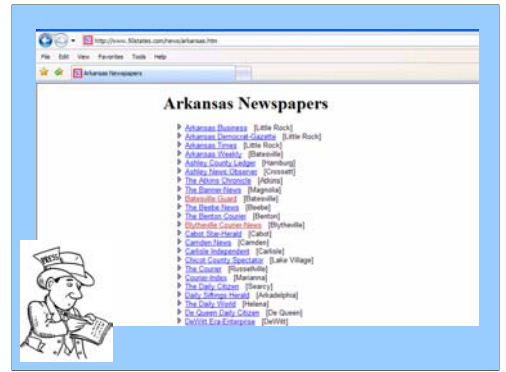 http://www.50states.com/news/arkansas.htm
File Edit View Favorites Tools Help
Arkansas Newspapers
Arkansas Newspapers
Arkansas Business [Little Rock]
Arkansas Democrat-Gazette [Little Rock]
Arkansas Times [Little Rock]
Arkansas Weekly [Batesville]
Ashley County Ledger [Hamburg]
Ashley News Observer [Crossett]
The Atkins Chronicle [Atkins]
The Banner News [Magnolia]
Batesville Guard [Batesville]
The Beebe News [Beebe]
The Benton Courier [Benton]
Blytheville Courier-News [Blytheville]
Cabot Star-Herald [Cabot]
Camden News [Camden]
Carlisle Independent [Carlisle]
Chicot County Spectator [Lake Village]
The Courier [Russellville]
Courier-Index [Marianna]
The Daily Citizen [Searcy]
Daily Siftings Herald [Arkadelphia]
The Daily World [Helena]
De Queen Daily Citizen [De Queen]
DeWitt Era-Enterprise [DeWitt]
PRESS